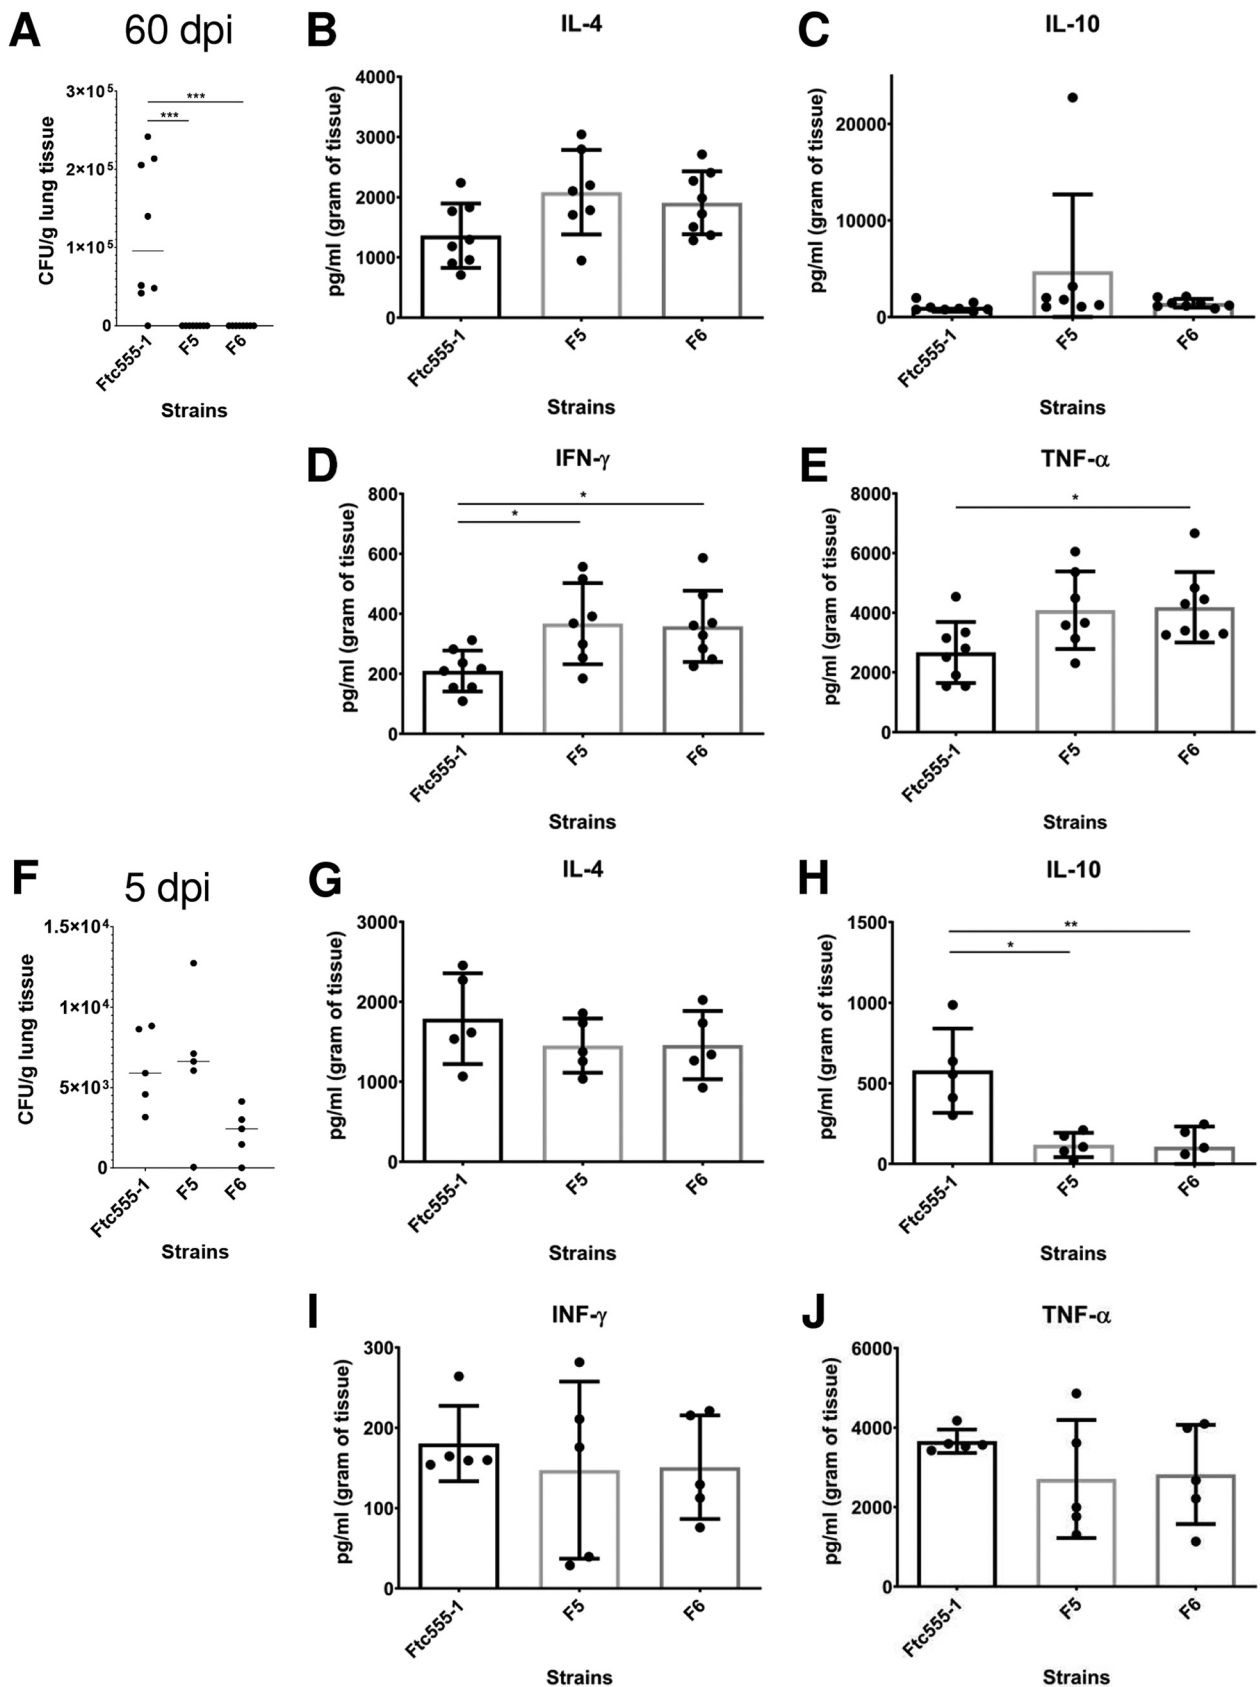 A
60 dpi
CFU/g lung tissue
3×10⁵
2×10⁵
1×10⁵
0
***
***
Ftc555-1
F5
F6
Strains
B
IL-4
pg/ml (gram of tissue)
4000
3000
2000
1000
0
Ftc555-1
F5
F6
Strains
C
IL-10
pg/ml (gram of tissue)
20000
10000
0
Ftc555-1
F5
F6
Strains
D
IFN-γ
pg/ml (gram of tissue)
800
600
400
200
0
*
*
Ftc555-1
F5
F6
Strains
E
TNF-α
pg/ml (gram of tissue)
8000
6000
4000
2000
0
*
Ftc555-1
F5
F6
Strains
F
5 dpi
CFU/g lung tissue
1.5×10⁴
1×10⁴
5×10³
0
Ftc555-1
F5
F6
Strains
G
IL-4
pg/ml (gram of tissue)
3000
2000
1000
0
Ftc555-1
F5
F6
Strains
H
IL-10
pg/ml (gram of tissue)
1500
1000
500
0
**
*
Ftc555-1
F5
F6
Strains
I
INF-γ
pg/ml (gram of tissue)
300
200
100
0
Ftc555-1
F5
F6
Strains
J
TNF-α
pg/ml (gram of tissue)
6000
4000
2000
0
Ftc555-1
F5
F6
Strains